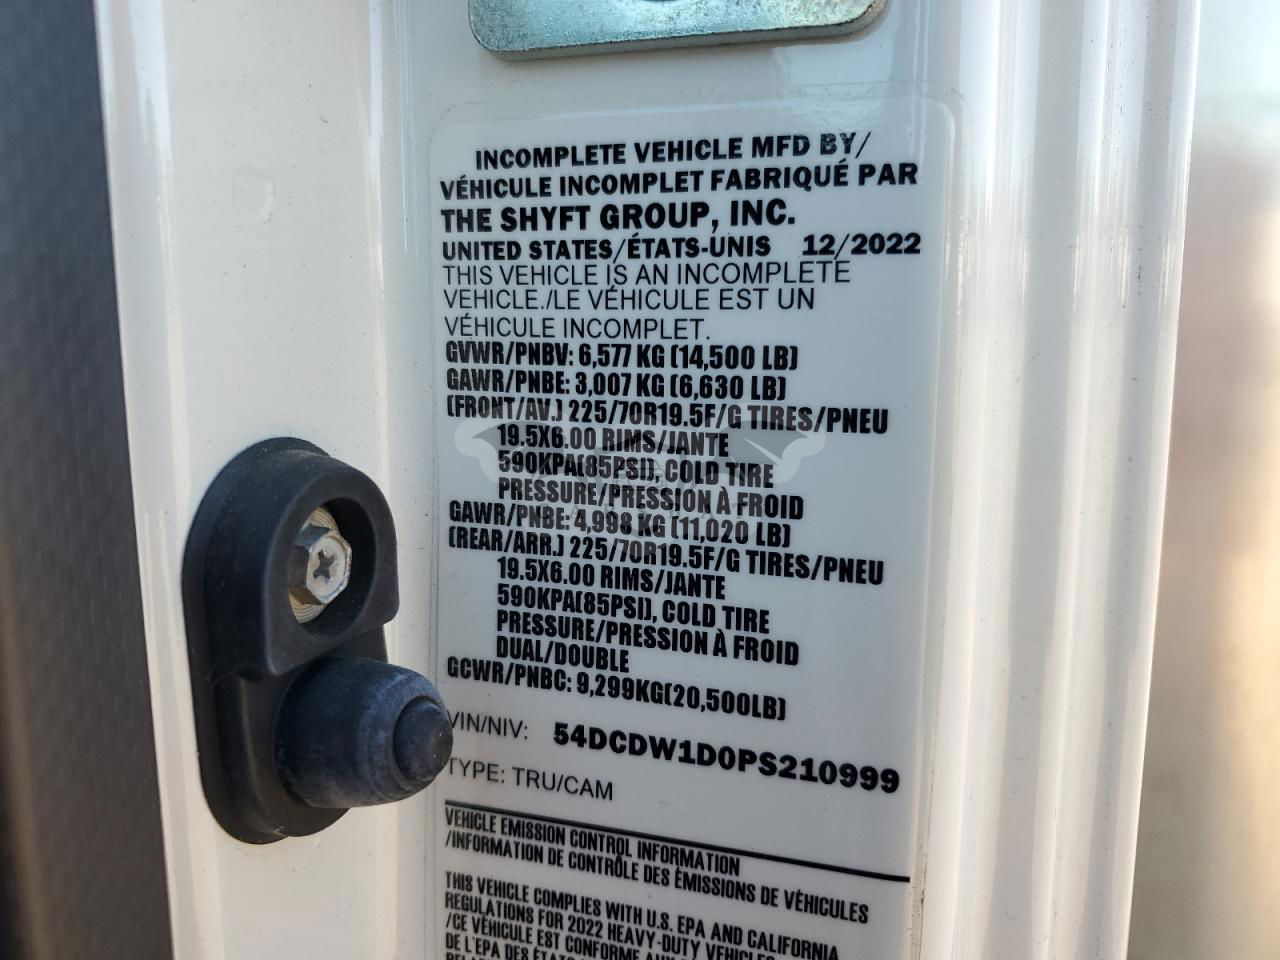 INCOMPLETE VEHICLE MFD BY/
VÉHICULE INCOMPLET FABRIQUÉ PAR
THE SHYFT GROUP, INC.
UNITED STATES/ÉTATS-UNIS 12/2022
THIS VEHICLE IS AN INCOMPLETE
VEHICLE./LE VÉHICULE EST UN
VÉHICULE INCOMPLET.
GVWR/PNBV: 6,577 KG (14,500 LB)
GAWR/PNBE: 3,007 KG (6,630 LB)
(FRONT/AV.) 225/70R19.5F/G TIRES/PNEU
19.5X6.00 RIMS/JANTE
590KPA(85PSI), COLD TIRE
PRESSURE/PRESSION À FROID
GAWR/PNBE: 4,998 KG (11,020 LB)
(REAR/ARR.) 225/70R19.5F/G TIRES/PNEU
19.5X6.00 RIMS/JANTE
590KPA(85PSI), COLD TIRE
PRESSURE/PRESSION À FROID
DUAL/DOUBLE
GCWR/PNBC: 9,299KG(20,500LB)
VIN/NIV: 54DCDW1D0PS210999
TYPE: TRU/CAM
VEHICLE EMISSION CONTROL INFORMATION
/INFORMATION DE CONTRÔLE DES ÉMISSIONS DE VÉHICULES
THIS VEHICLE COMPLIES WITH U.S. EPA AND CALIFORNIA
REGULATIONS FOR 2022 HEAVY-DUTY VEHICLES
/CE VÉHICULE EST CONFORME AUX
DE L'EPA DES ÉTATS